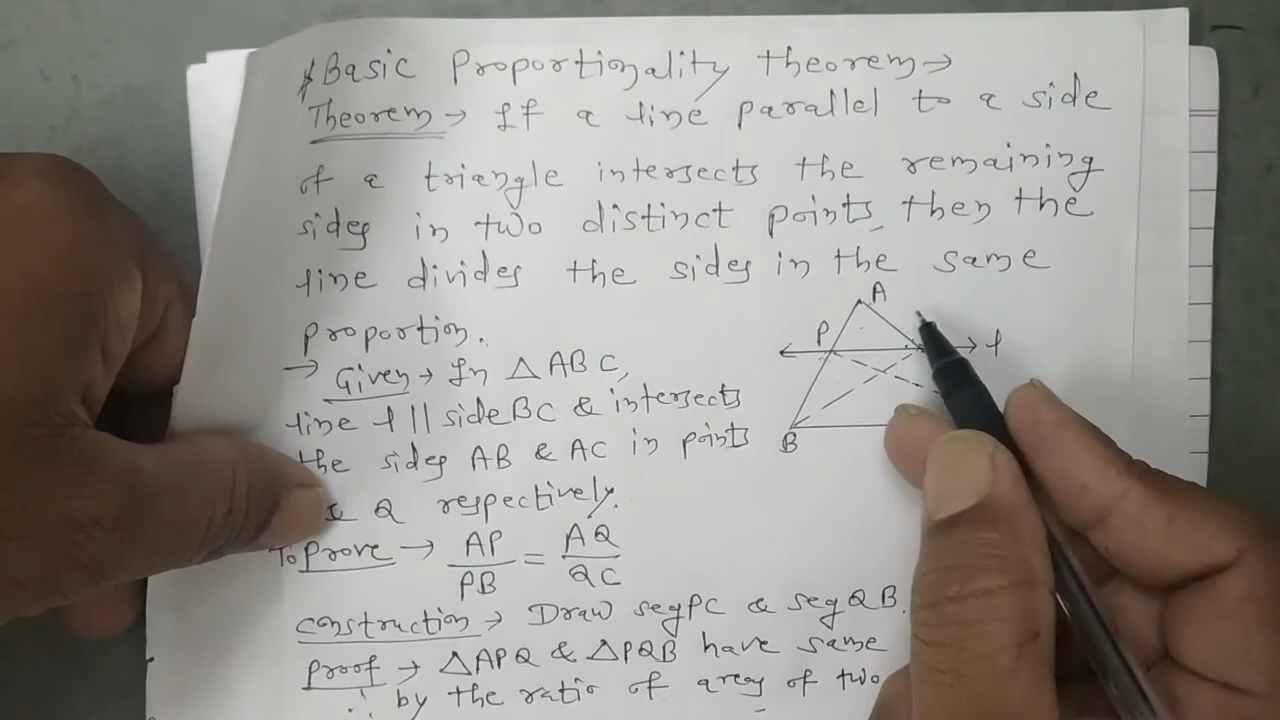 Basic Proportionality theorem →
Theorem → If a line parallel to a side
of a triangle intersects the remaining
sides in two distinct points, then the
line divides the sides in the same
proportion.
→ Given → In △ABC,
line l || side BC & intersects
the sides AB & AC in points
Q respectively.
To prove → AP/PB = AQ/QC
construction → Draw seg PC & seg QB.
proof → △APQ & △PQB have same
∴ by the ratio of areas of two
A
P
l
B